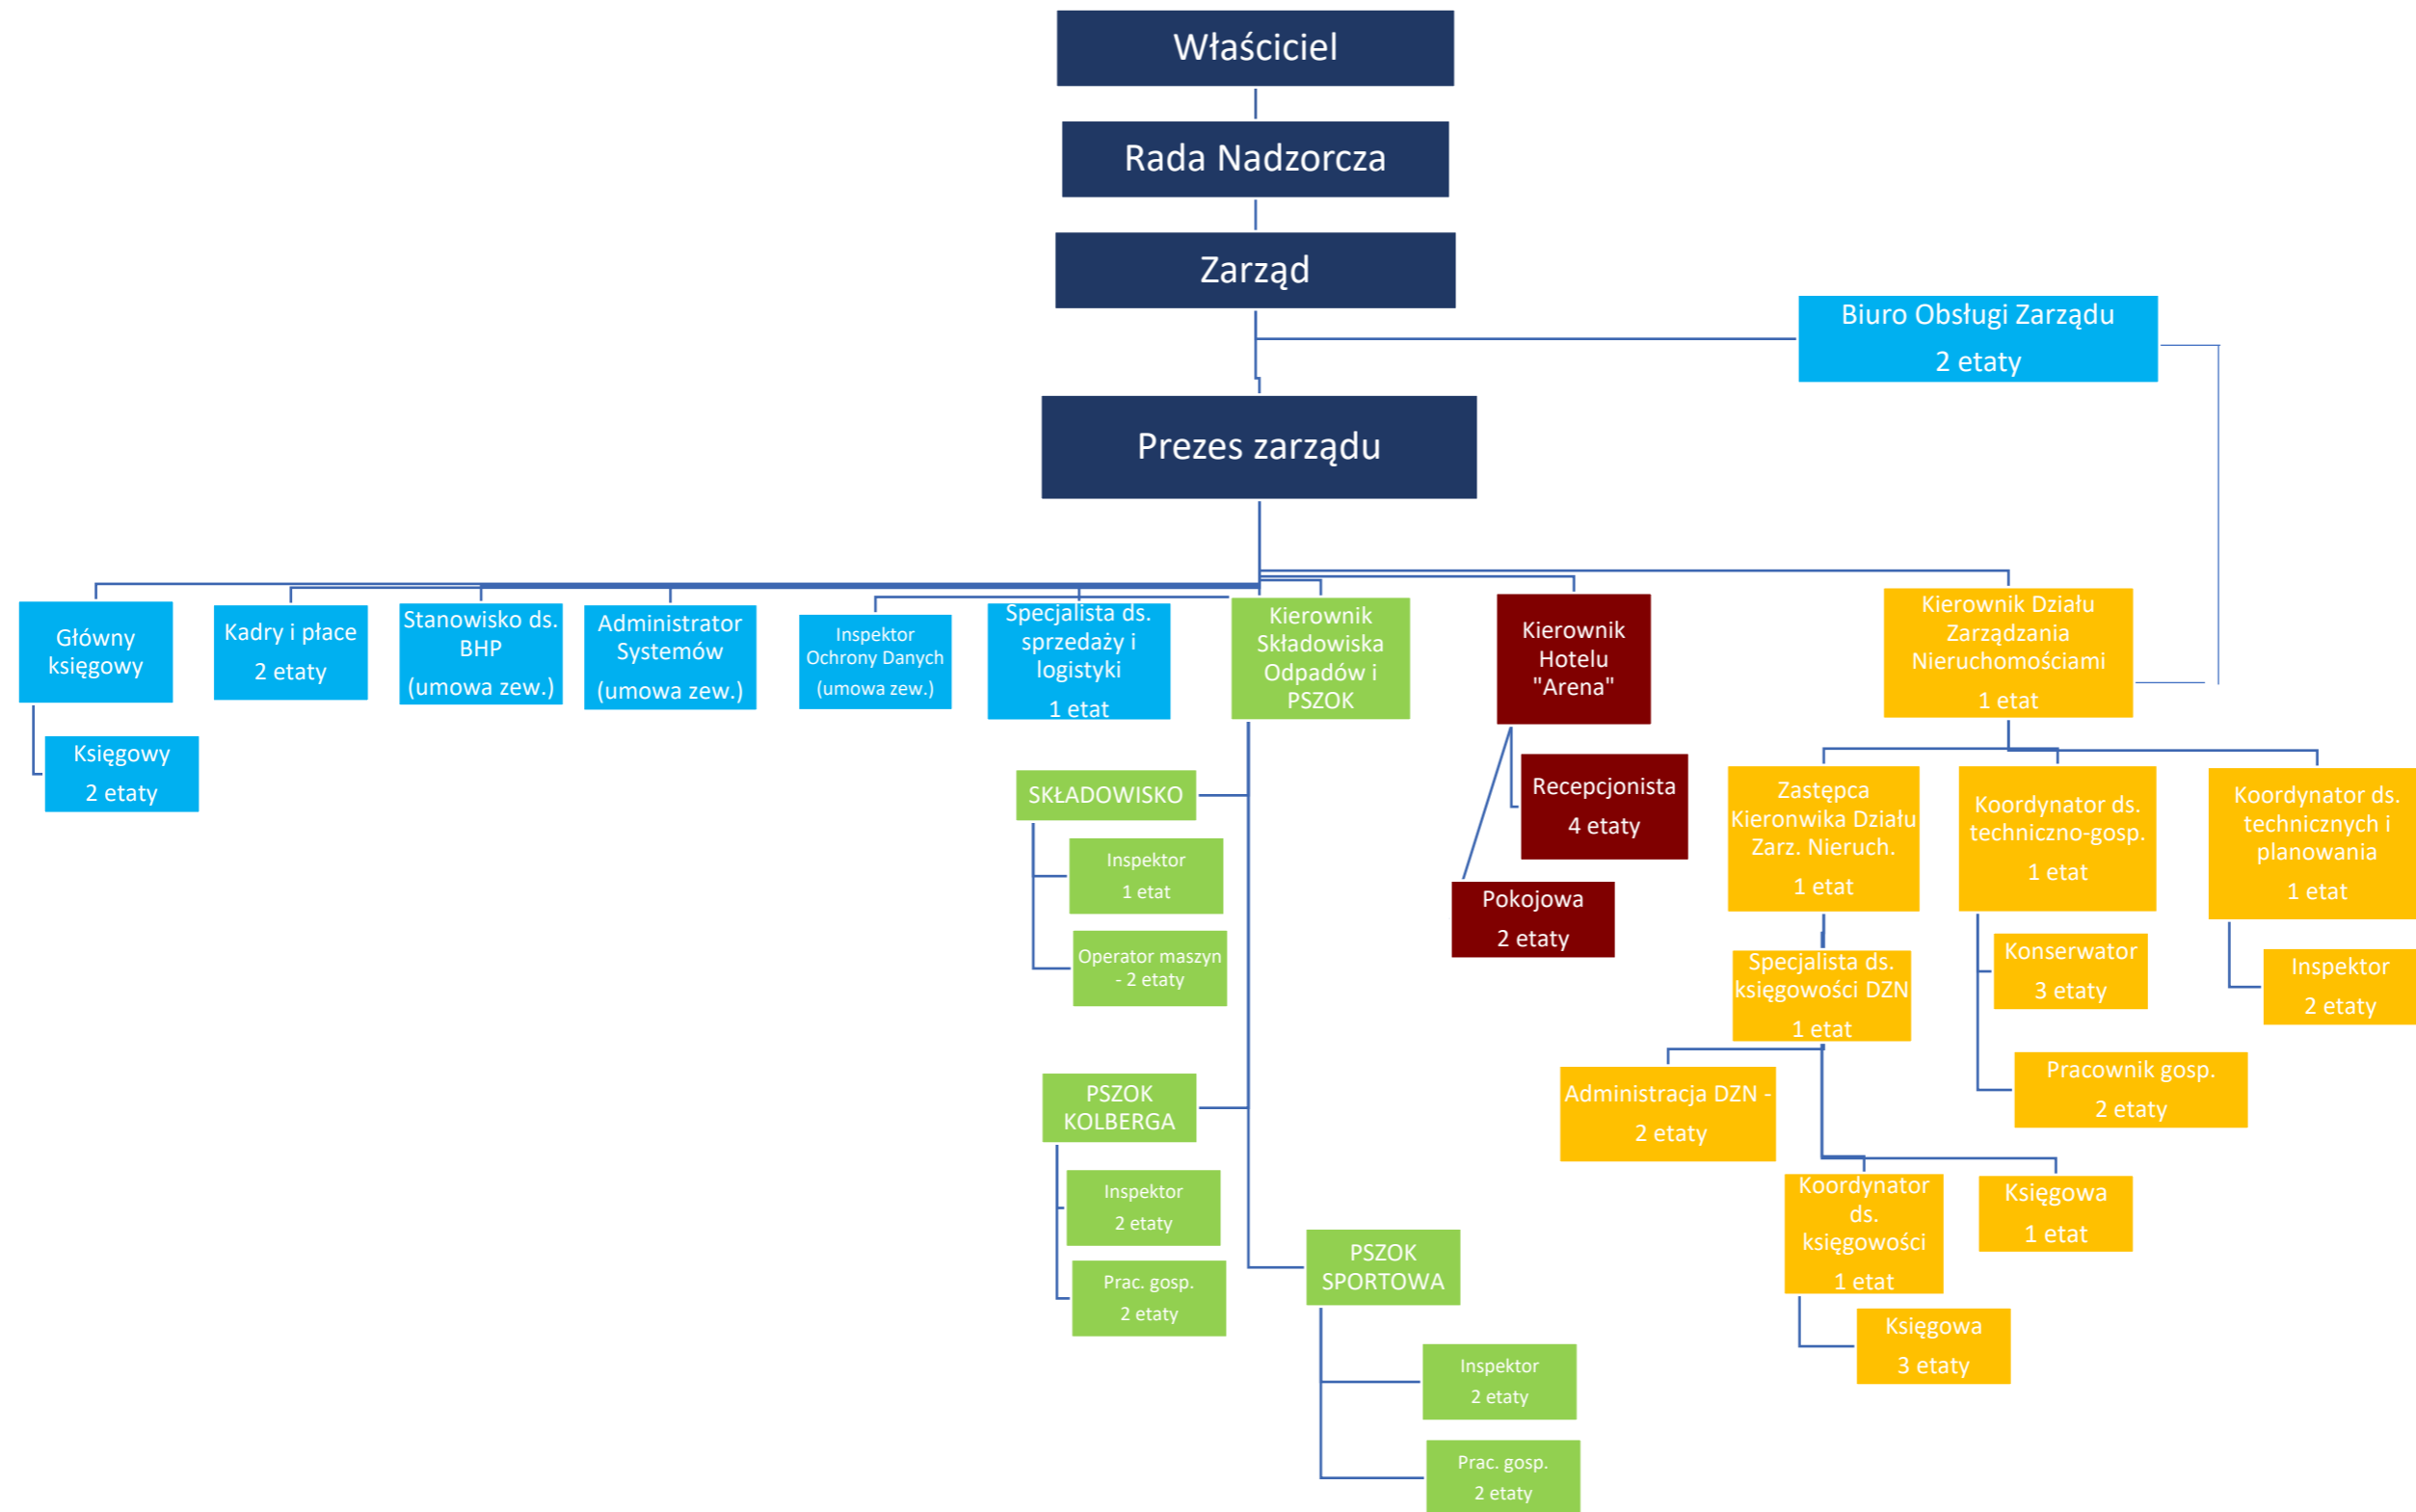 Właściciel
Rada Nadzorcza
Zarząd
Biuro Obsługi Zarządu
2 etaty
Prezes zarządu
Główny
księgowy
Kadry i płace
2 etaty
Stanowisko ds.
BHP
(umowa zew.)
Administrator
Systemów
(umowa zew.)
Inspektor
Ochrony Danych
(umowa zew.)
Specjalista ds.
sprzedaży i
logistyki
1 etat
Kierownik
Składowiska
Odpadów i
PSZOK
Kierownik
Hotelu
"Arena"
Kierownik Działu
Zarządzania
Nieruchomościami
1 etat
Księgowy
2 etaty
SKŁADOWISKO
Inspektor
1 etat
Operator maszyn
- 2 etaty
PSZOK
KOLBERGA
Inspektor
2 etaty
Prac. gosp.
2 etaty
PSZOK
SPORTOWA
Inspektor
2 etaty
Prac. gosp.
2 etaty
Recepcjonista
4 etaty
Pokojowa
2 etaty
Zastępca
Kieronwika Działu
Zarz. Nieruch.
1 etat
Specjalista ds.
księgowości DZN
1 etat
Administracja DZN -
2 etaty
Koordynator
ds.
księgowości
1 etat
Księgowa
3 etaty
Księgowa
1 etat
Koordynator ds.
techniczno-gosp.
1 etat
Konserwator
3 etaty
Pracownik gosp.
2 etaty
Koordynator ds.
technicznych i
planowania
1 etat
Inspektor
2 etaty